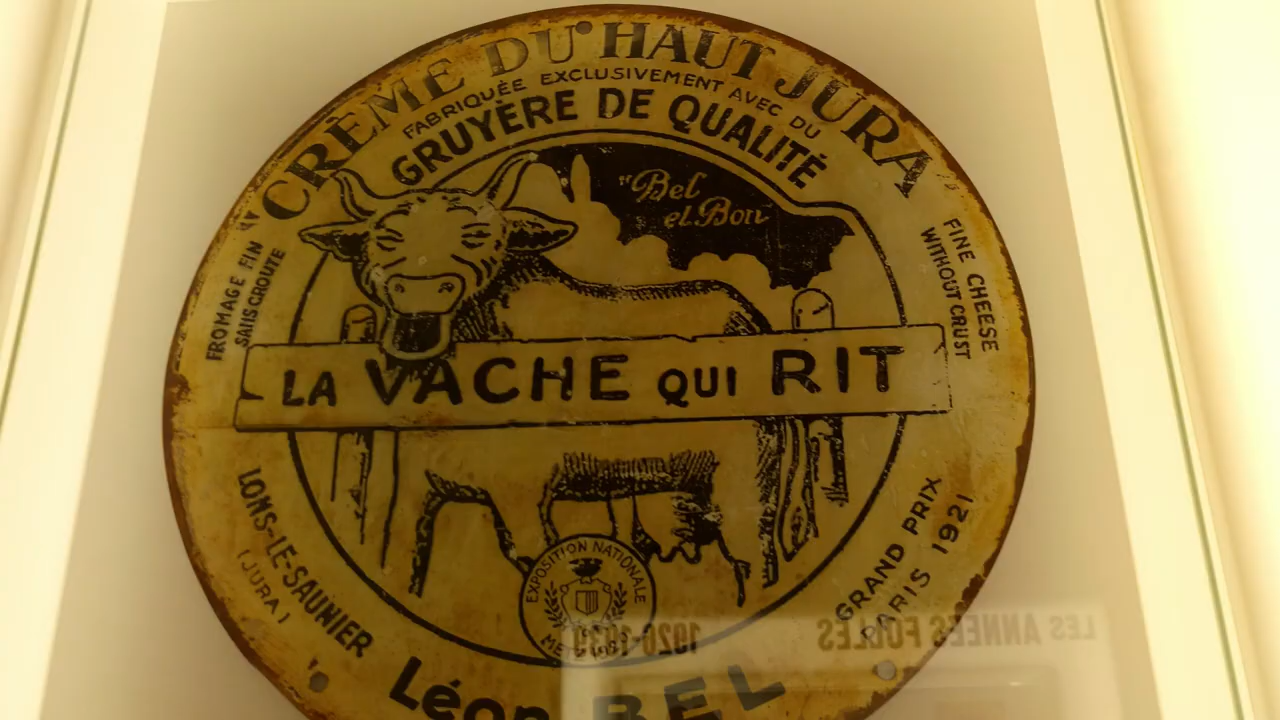 "CRÈME DU HAUT JURA
FABRIQUÉE EXCLUSIVEMENT AVEC DU
GRUYÈRE DE QUALITÉ
"Bel
et Bon
FROMAGE FIN
SANS CROUTE
FINE CHEESE
WITHOUT CRUST
LA VACHE QUI RIT
LONS-LE-SAUNIER
(JURA)
GRAND PRIX
PARIS 1921
EXPOSITION NATIONALE
Léon BEL
LES ANNÉES FOLLES 1920-1939